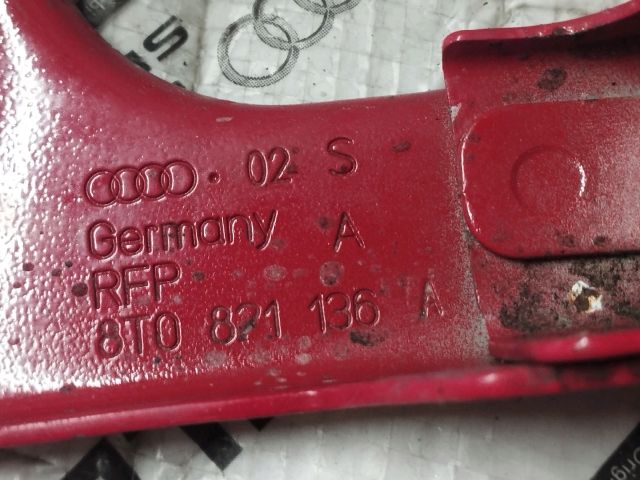 02 S
Germany A
RFP
8T0 821 136 A